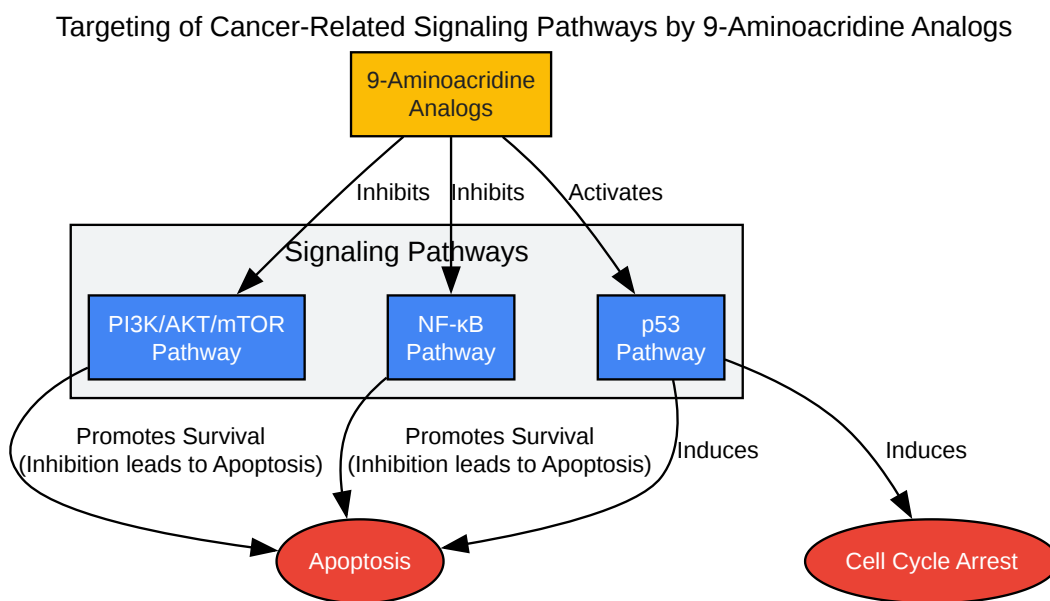 Targeting of Cancer-Related Signaling Pathways by 9-Aminoacridine Analogs
9-Aminoacridine
Analogs
Inhibits
Inhibits
Activates
Signaling Pathways
PI3K/AKT/mTOR
Pathway
NF-κB
Pathway
p53
Pathway
Promotes Survival
(Inhibition leads to Apoptosis)
Promotes Survival
(Inhibition leads to Apoptosis)
Induces
Induces
Apoptosis
Cell Cycle Arrest